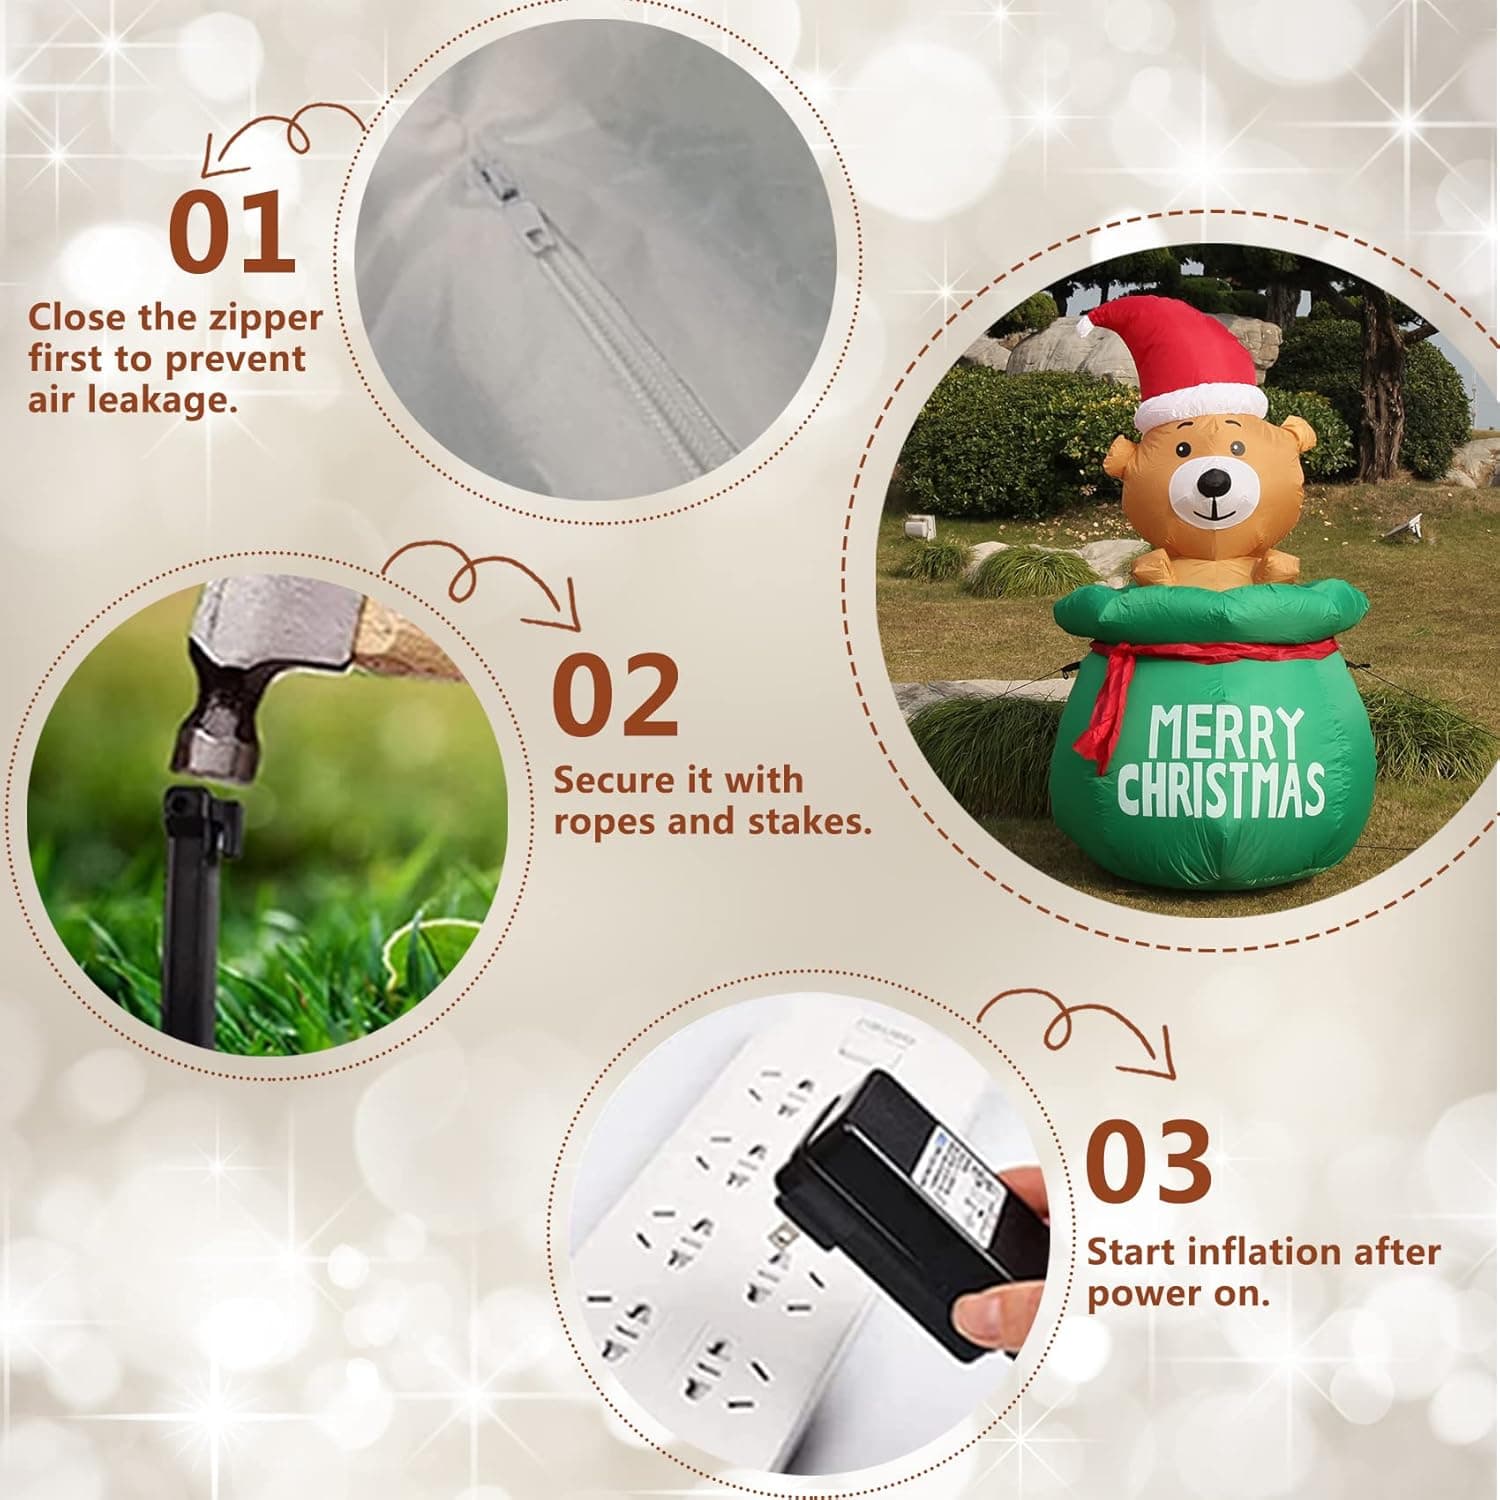 01
Close the zipper
first to prevent
air leakage.
02
Secure it with
ropes and stakes.
MERRY
CHRISTMAS
03
Start inflation after
power on.